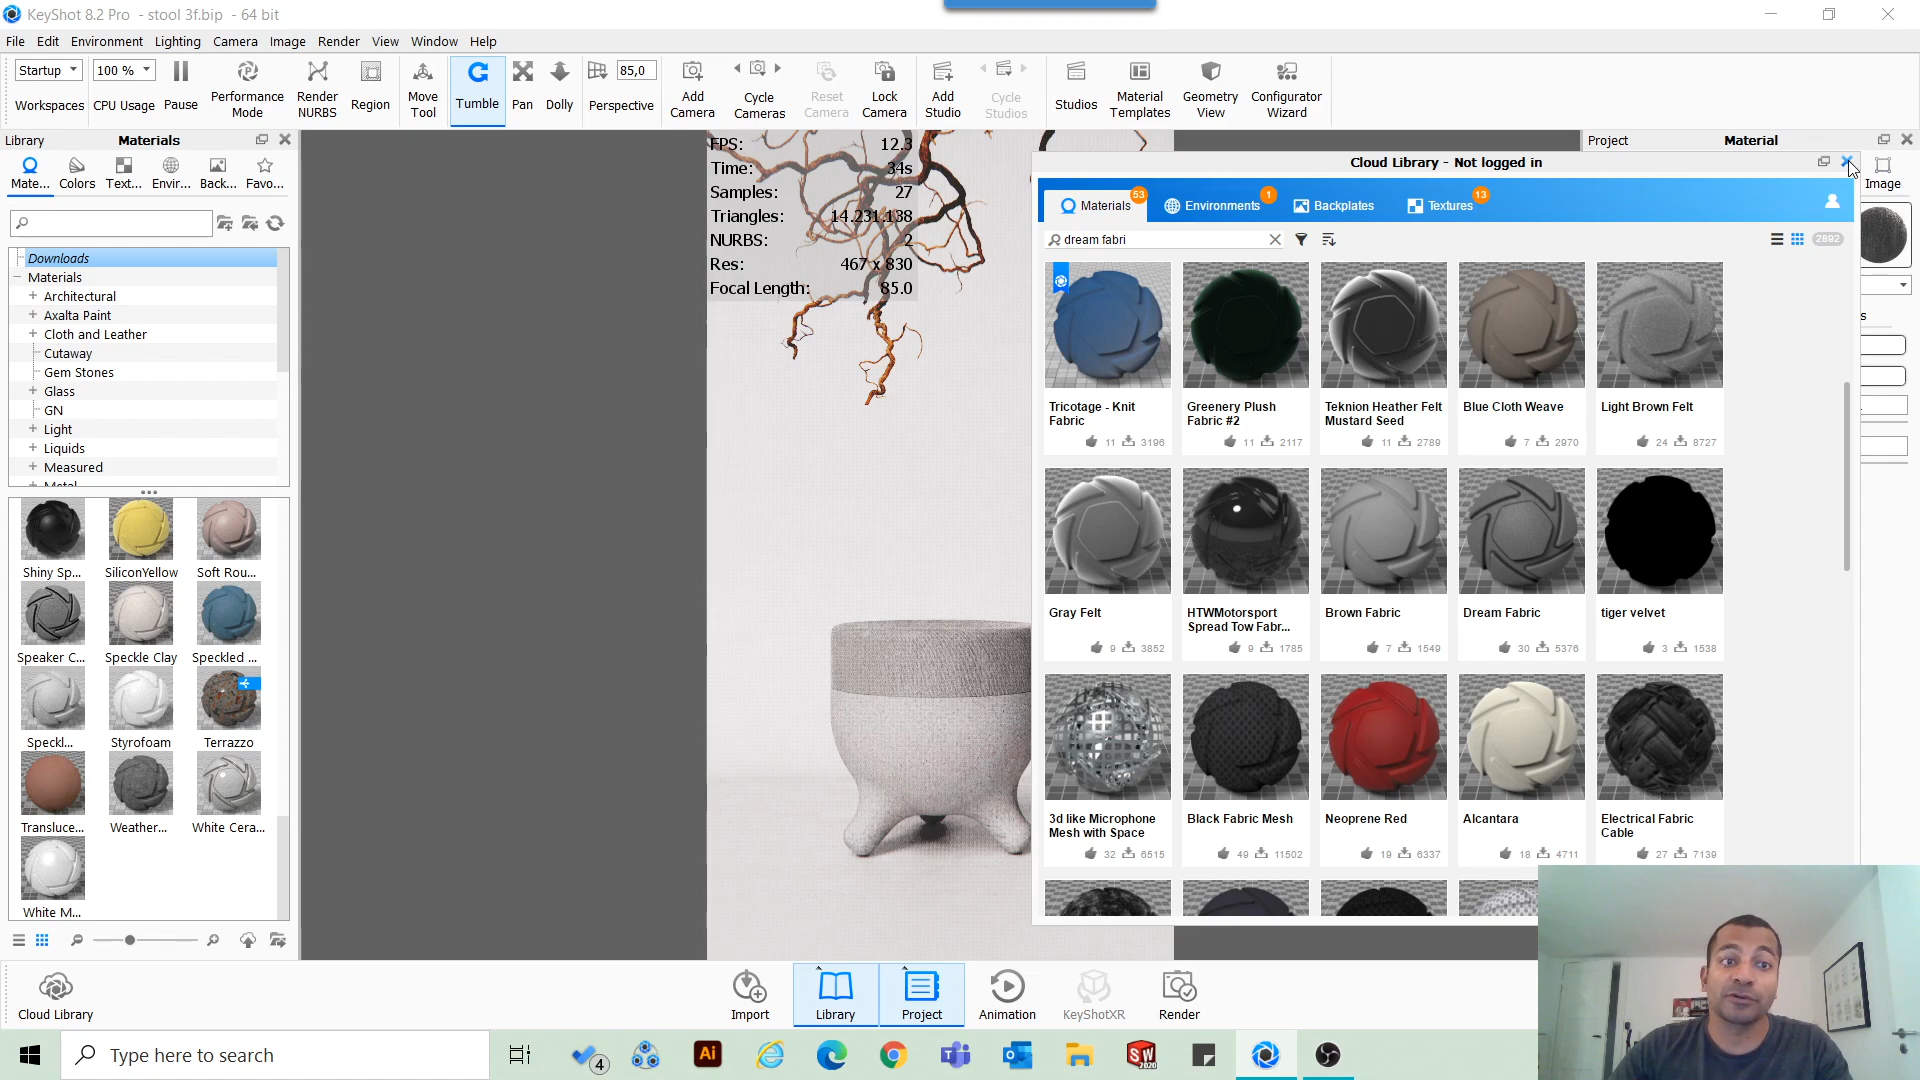 KeyShot 8.2 Pro - stool 3f.bip - 64 bit
File Edit Environment Lighting Camera Image Render View Window Help
Startup 100 % 85,0
Workspaces CPU Usage Pause Performance Mode Render NURBS Region Move Tool Tumble Pan Dolly Perspective Add Camera Cycle Cameras Reset Camera Lock Camera Add Studio Cycle Studios Studios Material Templates Geometry View Configurator Wizard
Library Materials
Mate... Colors Text... Envir... Back... Favo...
Downloads
Materials
Architectural
Axalta Paint
Cloth and Leather
Cutaway
Gem Stones
Glass
GN
Light
Liquids
Measured
Metal
Shiny Sp... SiliconYellow Soft Rou...
Speaker C... Speckle Clay Speckled ...
Speckl... Styrofoam Terrazzo
Transluce... Weather... White Cera...
White M...
FPS: 12.3
Time: 34s
Samples: 27
Triangles: 14.231.138
NURBS: 2
Res: 467 x 830
Focal Length: 85.0
Project Material
Image
s
Cloud Library - Not logged in
Materials 53 Environments 1 Backplates Textures 13
dream fabri 2892
Tricotage - Knit Fabric Greenery Plush Fabric #2 Teknion Heather Felt Mustard Seed Blue Cloth Weave Light Brown Felt
11 3196 11 2117 11 2789 7 2970 24 8727
Gray Felt HTWMotorsport Spread Tow Fabr... Brown Fabric Dream Fabric tiger velvet
9 3852 9 1785 7 1549 30 5376 3 1538
3d like Microphone Mesh with Space Black Fabric Mesh Neoprene Red Alcantara Electrical Fabric Cable
32 6515 49 11502 19 6337 18 4711 27 7139
Cloud Library Import Library Project Animation KeyShotXR Render
Type here to search
4 Ai SW 2020